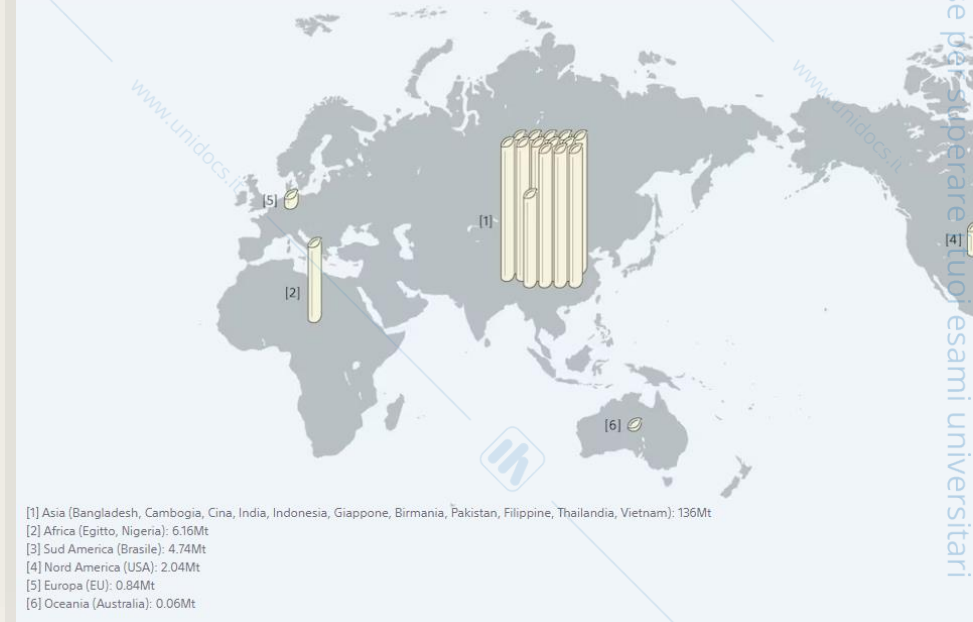 www.unidocs.it
www.unidocs.it
[5]
[1]
[4]
[2]
[6]
[1] Asia (Bangladesh, Cambogia, Cina, India, Indonesia, Giappone, Birmania, Pakistan, Filippine, Thailandia, Vietnam): 136Mt
[2] Africa (Egitto, Nigeria): 6.16Mt
[3] Sud America (Brasile): 4.74Mt
[4] Nord America (USA): 2.04Mt
[5] Europa (EU): 0.84Mt
[6] Oceania (Australia): 0.06Mt
se per superare i tuoi esami universitari